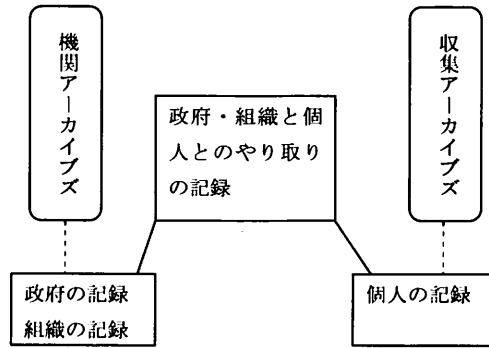 機関アーカイブズ
収集アーカイブズ
政府・組織と個
人とのやり取り
の記録
政府の記録
組織の記録
個人の記録